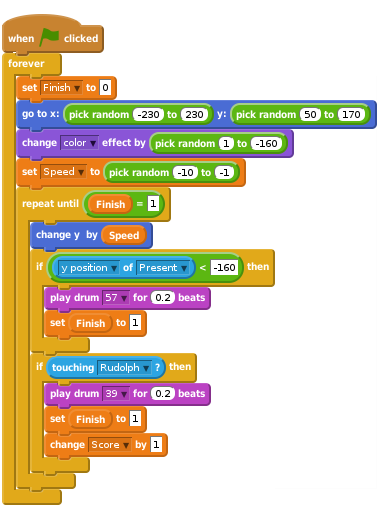 when clicked
forever
set Finish to 0
go to x: pick random -230 to 230 y: pick random 50 to 170
change color effect by pick random 1 to -160
set Speed to pick random -10 to -1
repeat until Finish = 1
change y by Speed
if y position of Present < -160 then
play drum 57 for 0.2 beats
set Finish to 1
if touching Rudolph ? then
play drum 39 for 0.2 beats
set Finish to 1
change Score by 1